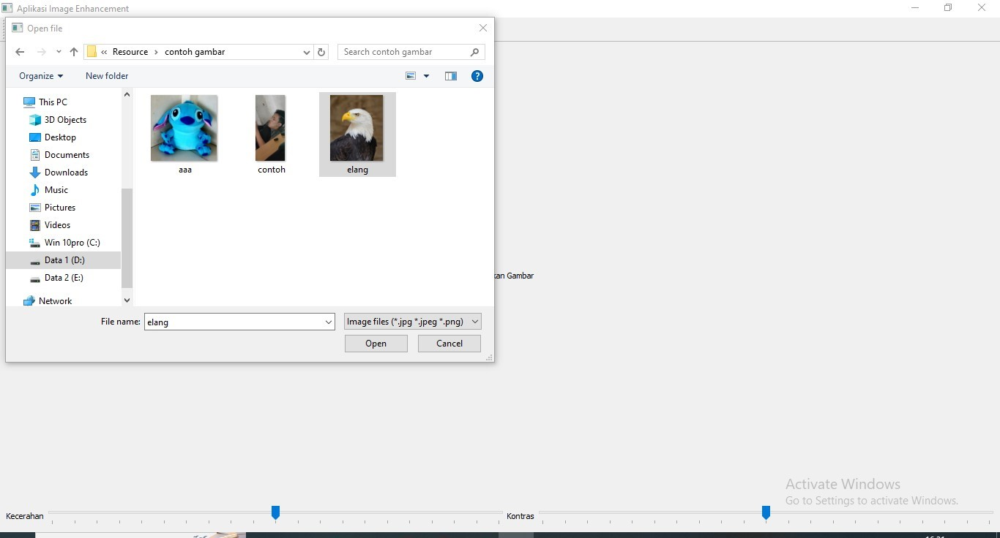 Aplikasi Image Enhancement
Open file
« Resource › contoh gambar
Search contoh gambar
Organize
New folder
?
This PC
3D Objects
Desktop
Documents
Downloads
Music
Pictures
Videos
Win 10pro (C:)
Data 1 (D:)
Data 2 (E:)
Network
aaa
contoh
elang
kan Gambar
File name: elang
Image files (*.jpg *.jpeg *.png)
Open
Cancel
Activate Windows
Go to Settings to activate Windows.
Kecerahan
Kontras